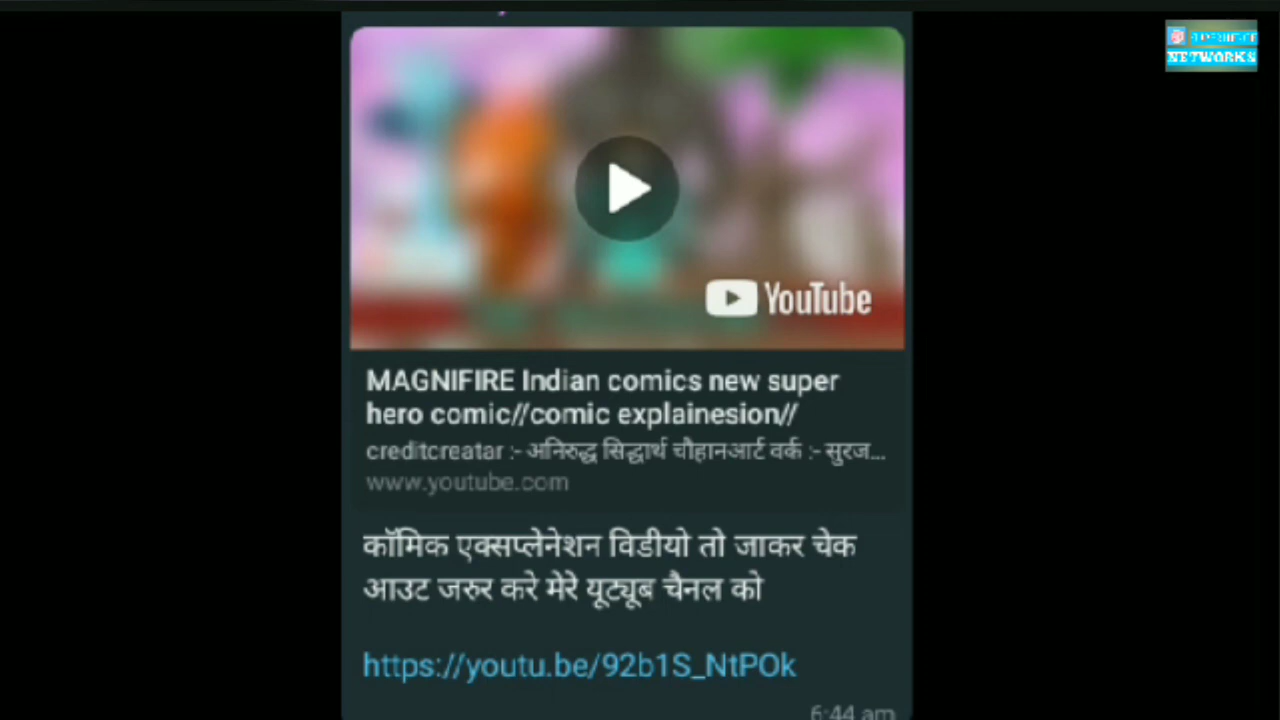 NETWORKS
YouTube
MAGNIFIRE Indian comics new super
hero comic//comic explainesion//
creditcreatar :- अनिरुद्ध सिद्धार्थ चौहानआर्ट वर्क :- सुरज...
www.youtube.com
कॉमिक एक्सप्लेनेशन विडीयो तो जाकर चेक
आउट जरुर करे मेरे यूट्यूब चैनल को
https://youtu.be/92b1S_NtPOk
6:44 am